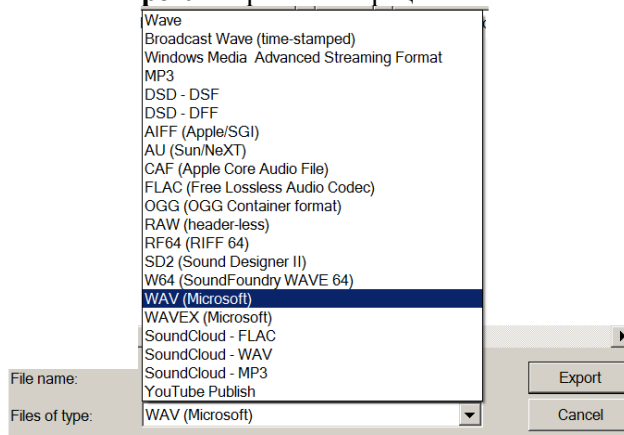 Wave
Broadcast Wave (time-stamped)
Windows Media  Advanced Streaming Format
MP3
DSD - DSF
DSD - DFF
AIFF (Apple/SGI)
AU (Sun/NeXT)
CAF (Apple Core Audio File)
FLAC (Free Lossless Audio Codec)
OGG (OGG Container format)
RAW (header-less)
RF64 (RIFF 64)
SD2 (Sound Designer II)
W64 (SoundFoundry WAVE 64)
WAV (Microsoft)
WAVEX (Microsoft)
SoundCloud - FLAC
SoundCloud - WAV
SoundCloud - MP3
YouTube Publish
File name:
Export
Files of type:
WAV (Microsoft)
Cancel